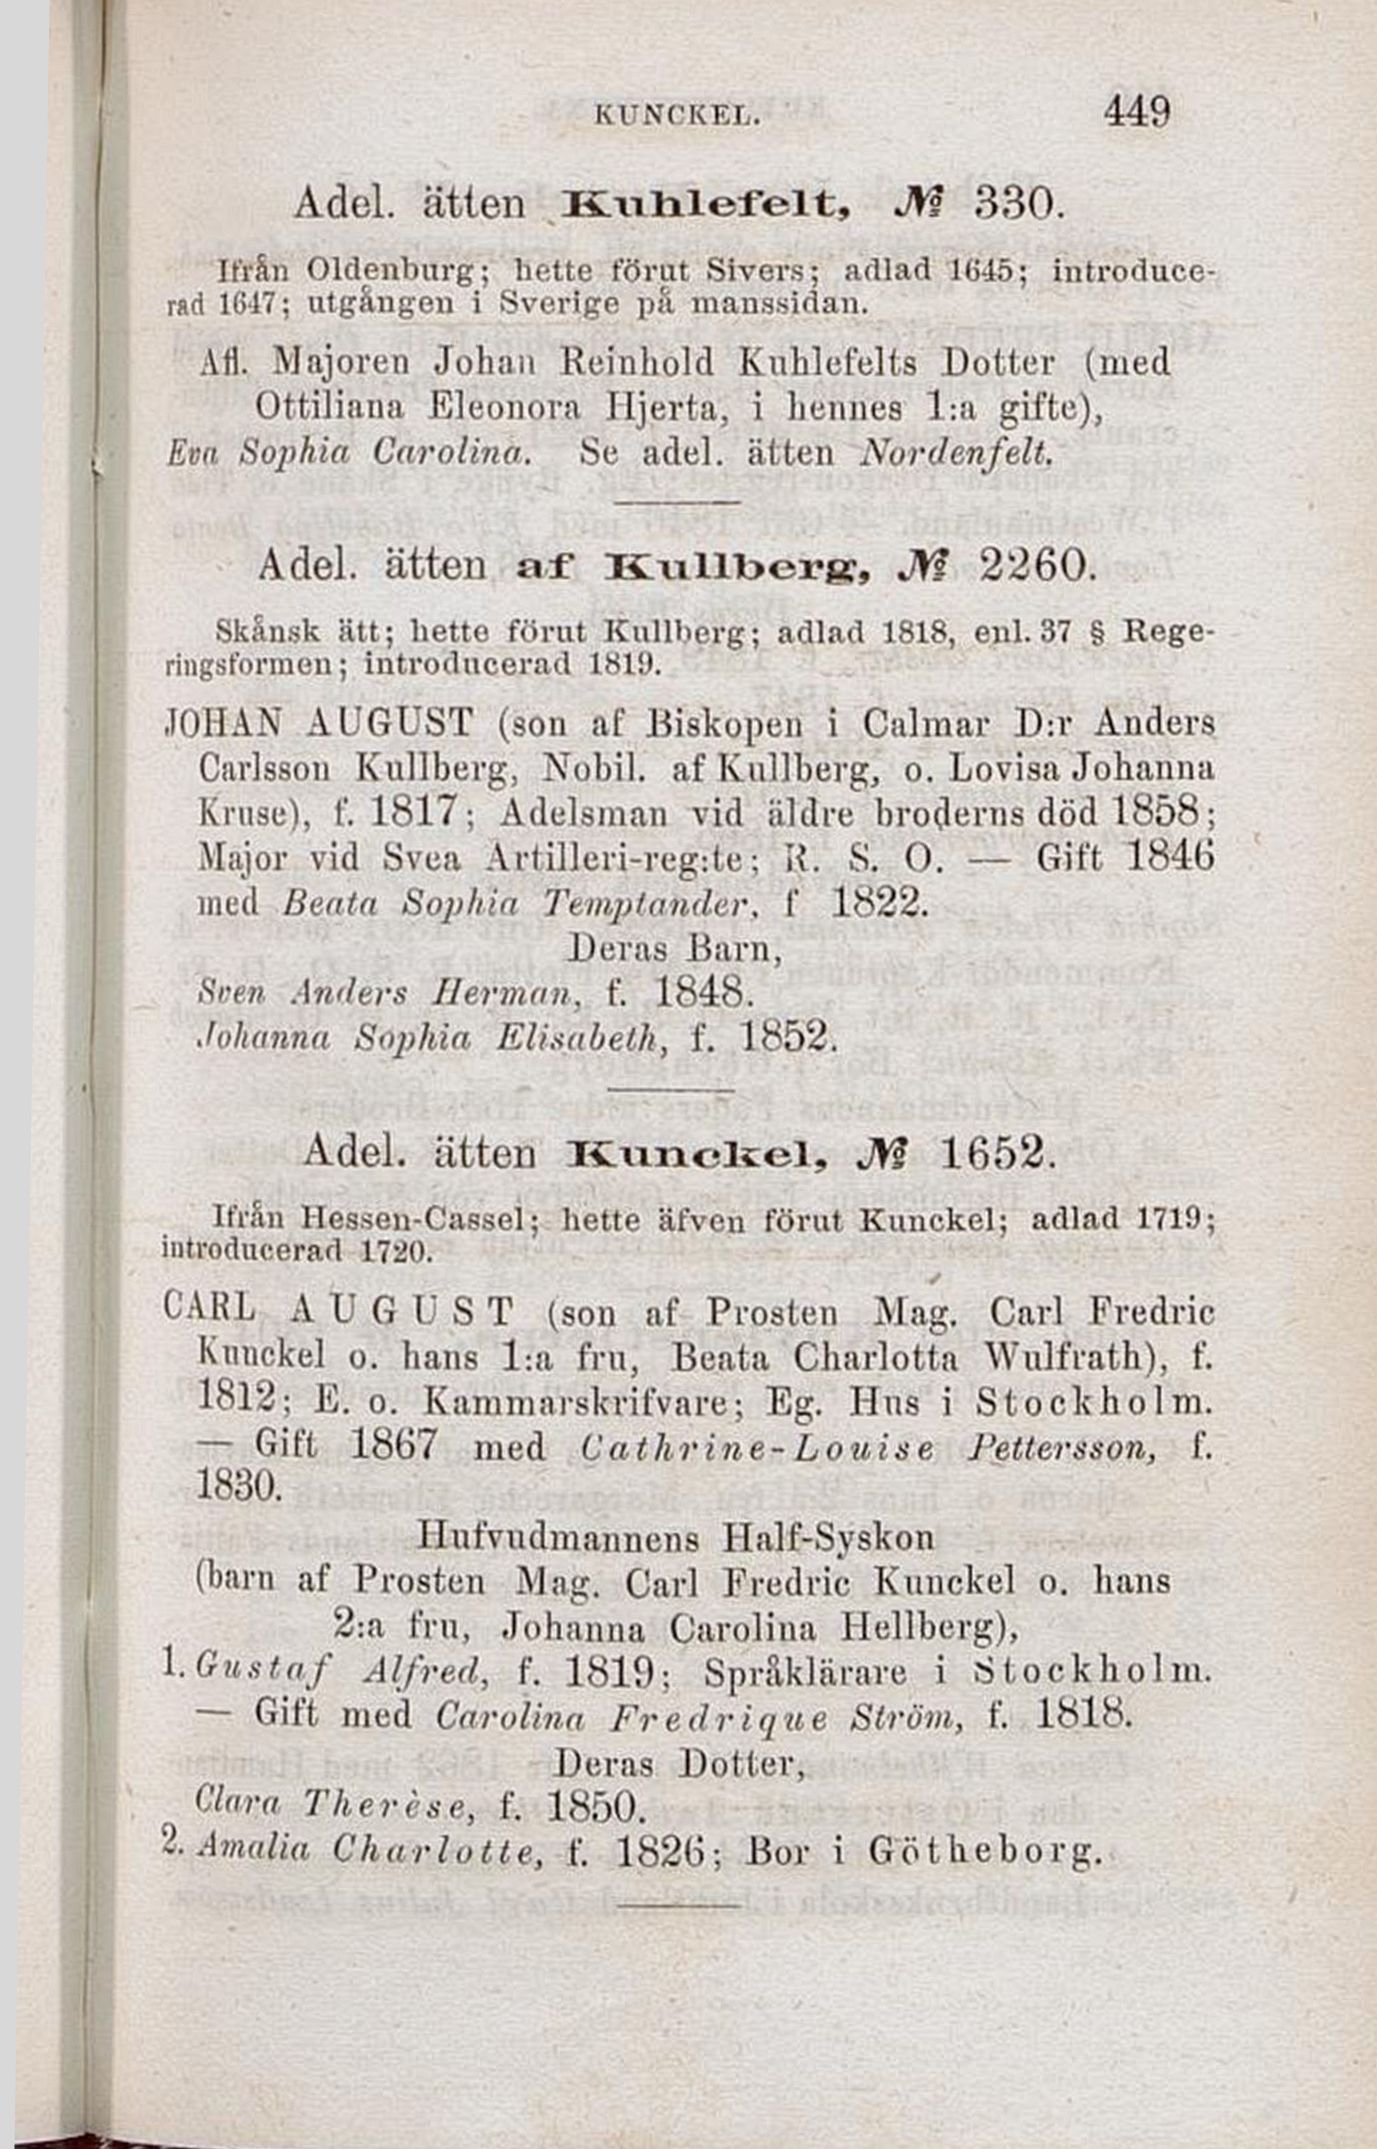 KUNCKEL. 449
Adel. ätten Kuhlefelt, № 330.
Ifrån Oldenburg; hette förut Sivers; adlad 1645; introduce-
rad 1647; utgången i Sverige på manssidan.
Afl. Majoren Johan Reinhold Kuhlefelts Dotter (med
Ottiliana Eleonora Hjerta, i hennes 1:a gifte),
Eva Sophia Carolina. Se adel. ätten Nordenfelt.
Adel. ätten af Kullberg, № 2260.
Skånsk ätt; hette förut Kullberg; adlad 1818, enl. 37 § Rege-
ringsformen; introducerad 1819.
JOHAN AUGUST (son af Biskopen i Calmar D:r Anders
Carlsson Kullberg, Nobil. af Kullberg, o. Lovisa Johanna
Kruse), f. 1817; Adelsman vid äldre broderns död 1858;
Major vid Svea Artilleri-reg:te; R. S. O. — Gift 1846
med Beata Sophia Temptander, f 1822.
Deras Barn,
Sven Anders Herman, f. 1848.
Johanna Sophia Elisabeth, f. 1852.
Adel. ätten Kunckel, № 1652.
Ifrån Hessen-Cassel; hette äfven förut Kunckel; adlad 1719;
introducerad 1720.
CARL AUGUST (son af Prosten Mag. Carl Fredric
Kunckel o. hans 1:a fru, Beata Charlotta Wulfrath), f.
1812; E. o. Kammarskrifvare; Eg. Hus i Stockholm.
— Gift 1867 med Cathrine-Louise Pettersson, f.
1830.
Hufvudmannens Half-Syskon
(barn af Prosten Mag. Carl Fredric Kunckel o. hans
2:a fru, Johanna Carolina Hellberg),
1. Gustaf Alfred, f. 1819; Språklärare i Stockholm.
— Gift med Carolina Fredrique Ström, f. 1818.
Deras Dotter,
Clara Therèse, f. 1850.
2. Amalia Charlotte, f. 1826; Bor i Götheborg.